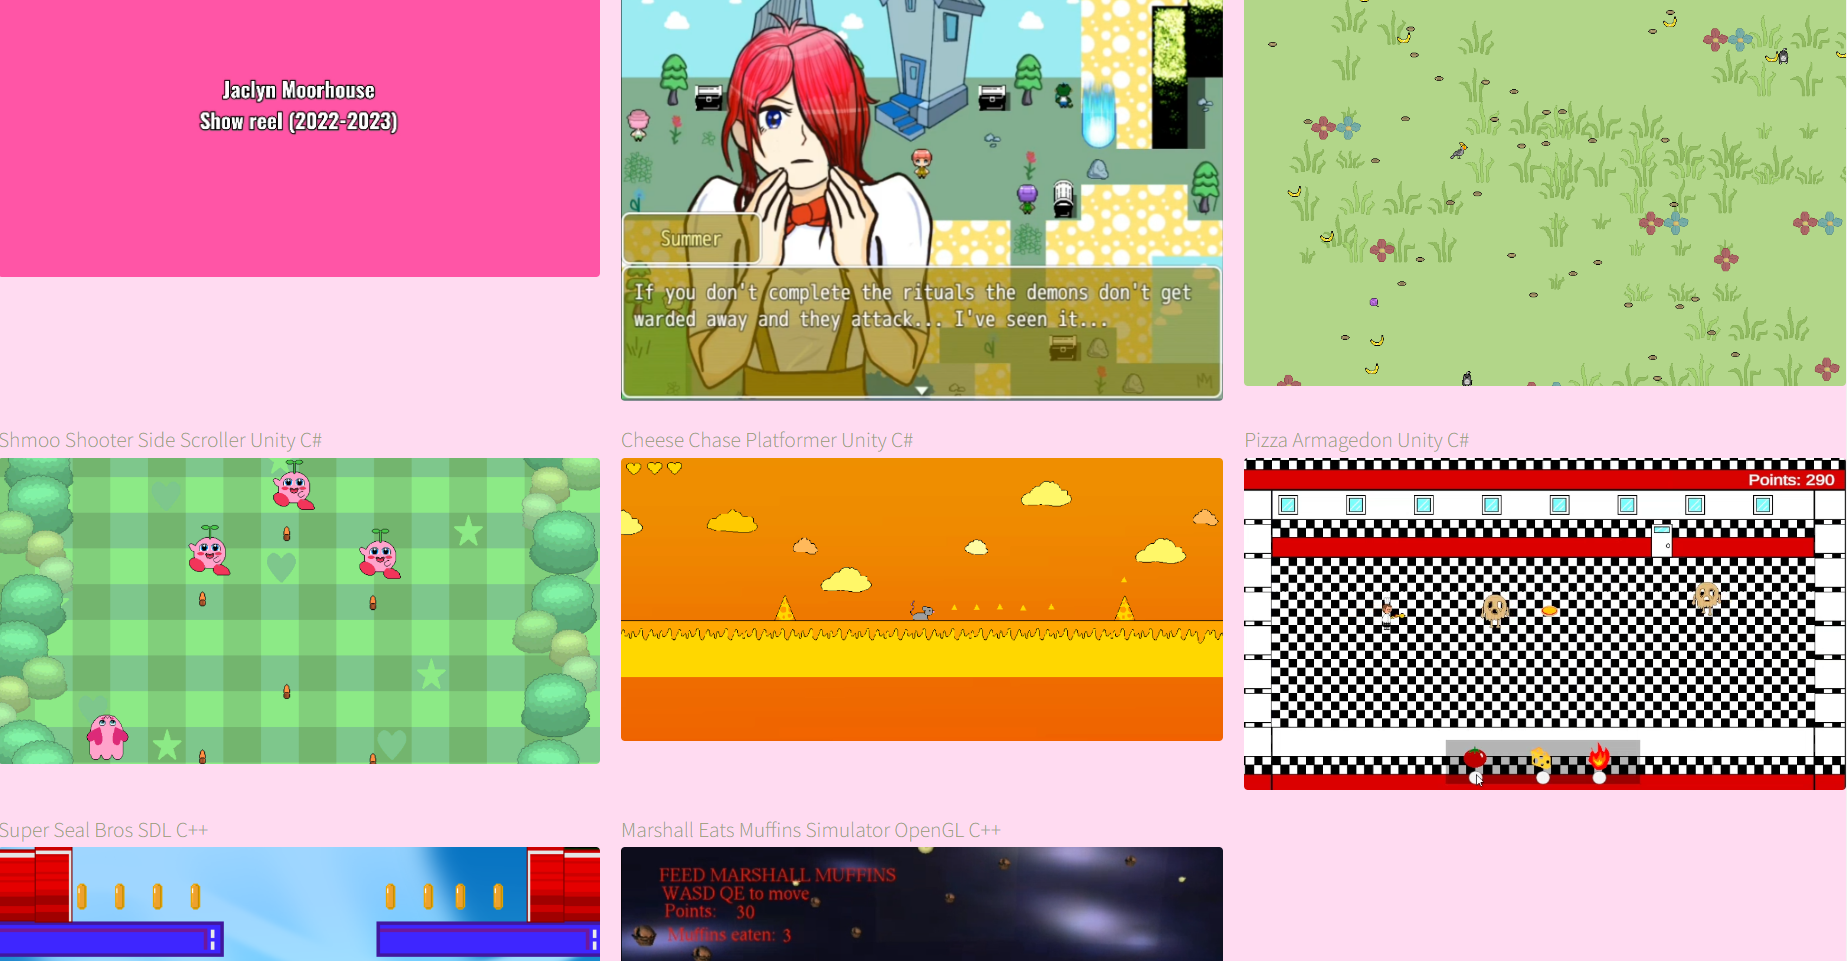 Jaclyn Moorhouse
Show reel (2022-2023)
Summer
If you don't complete the rituals the demons don't get
warded away and they attack... I've seen it...
Shmoo Shooter Side Scroller Unity C#
Cheese Chase Platformer Unity C#
Pizza Armagedon Unity C#
Points: 290
Super Seal Bros SDL C++
Marshall Eats Muffins Simulator OpenGL C++
FEED MARSHALL MUFFINS
WASD QE to move
Points: 30
Muffins eaten: 3